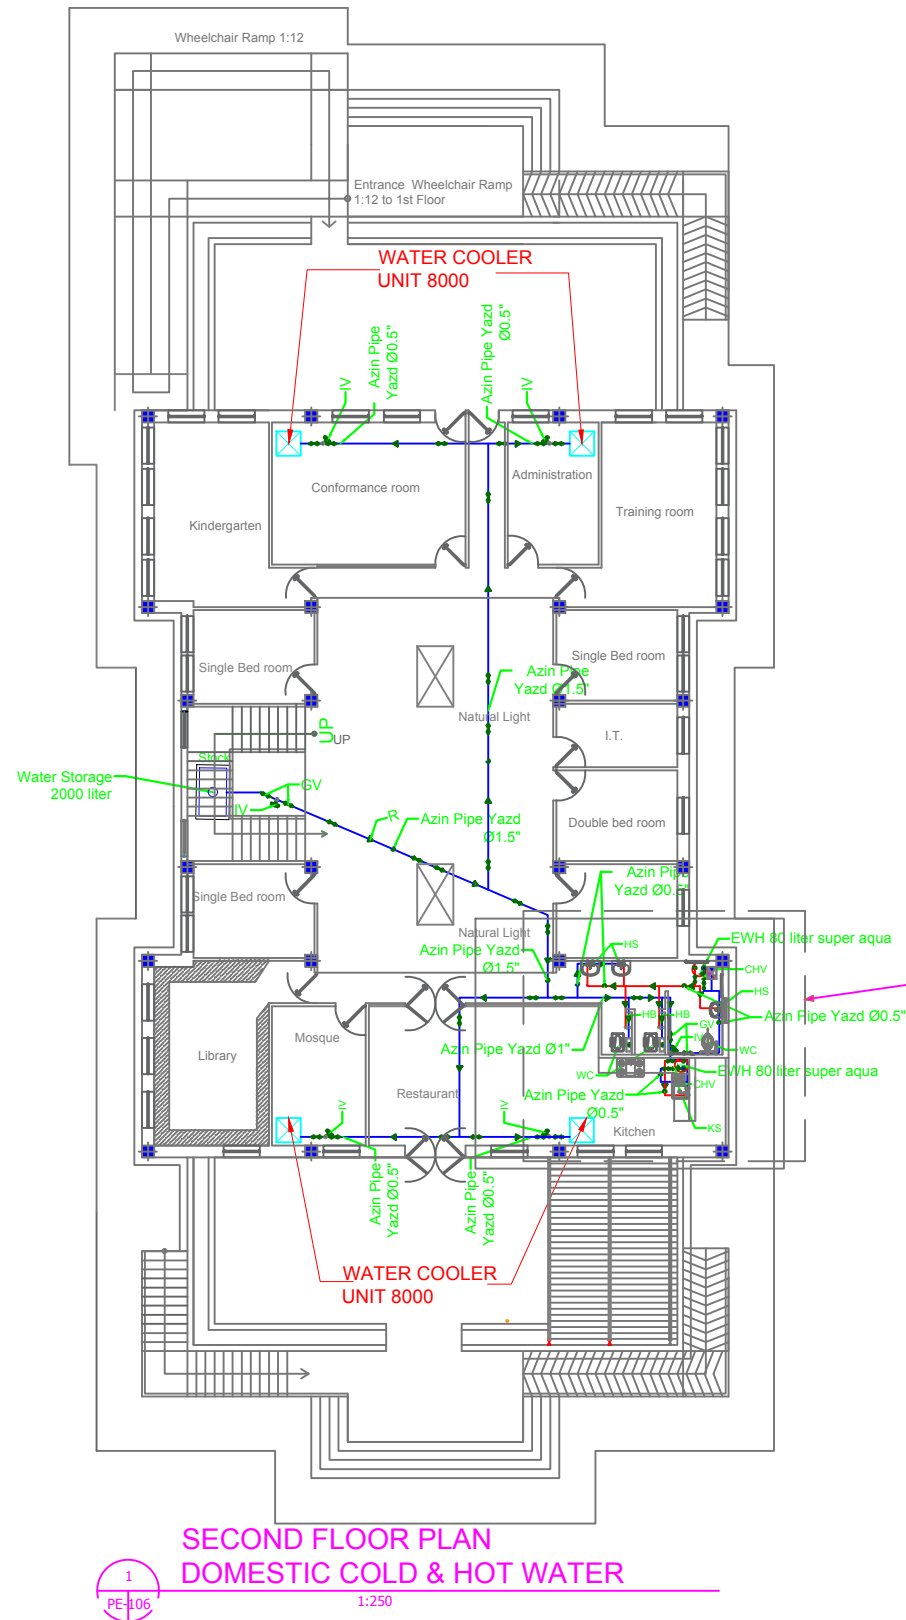 Wheelchair Ramp 1:12
Entrance Wheelchair Ramp
1:12 to 1st Floor
WATER COOLER
UNIT 8000
Azin Pipe
Yazd Ø0.5"
IV
Azin Pipe Yazd
Ø0.5"
IV
Conformance room
Administration
Kindergarten
Training room
Single Bed room
Single Bed room
Azin Pipe
Yazd Ø1.5"
Natural Light
I.T.
UP
UP
Stock
Water Storage
2000 liter
GV
IV
R
Azin Pipe Yazd
Ø1.5"
Double bed room
Single Bed room
Azin Pipe
Yazd Ø0.5"
Natural Light
Azin Pipe Yazd
Ø1.5"
HS
EWH 80 liter super aqua
CHV
HS
Azin Pipe Yazd Ø0.5"
HB
HB
GV
IV
WC
Azin Pipe Yazd Ø1"
WC
EWH 80 liter super aqua
CHV
Azin Pipe Yazd
Ø0.5"
KS
Library
Mosque
Restaurant
Kitchen
IV
IV
Azin Pipe
Yazd Ø0.5"
Azin Pipe
Yazd Ø0.5"
WATER COOLER
UNIT 8000
SECOND FLOOR PLAN
DOMESTIC COLD & HOT WATER
1
PE-106
1:250